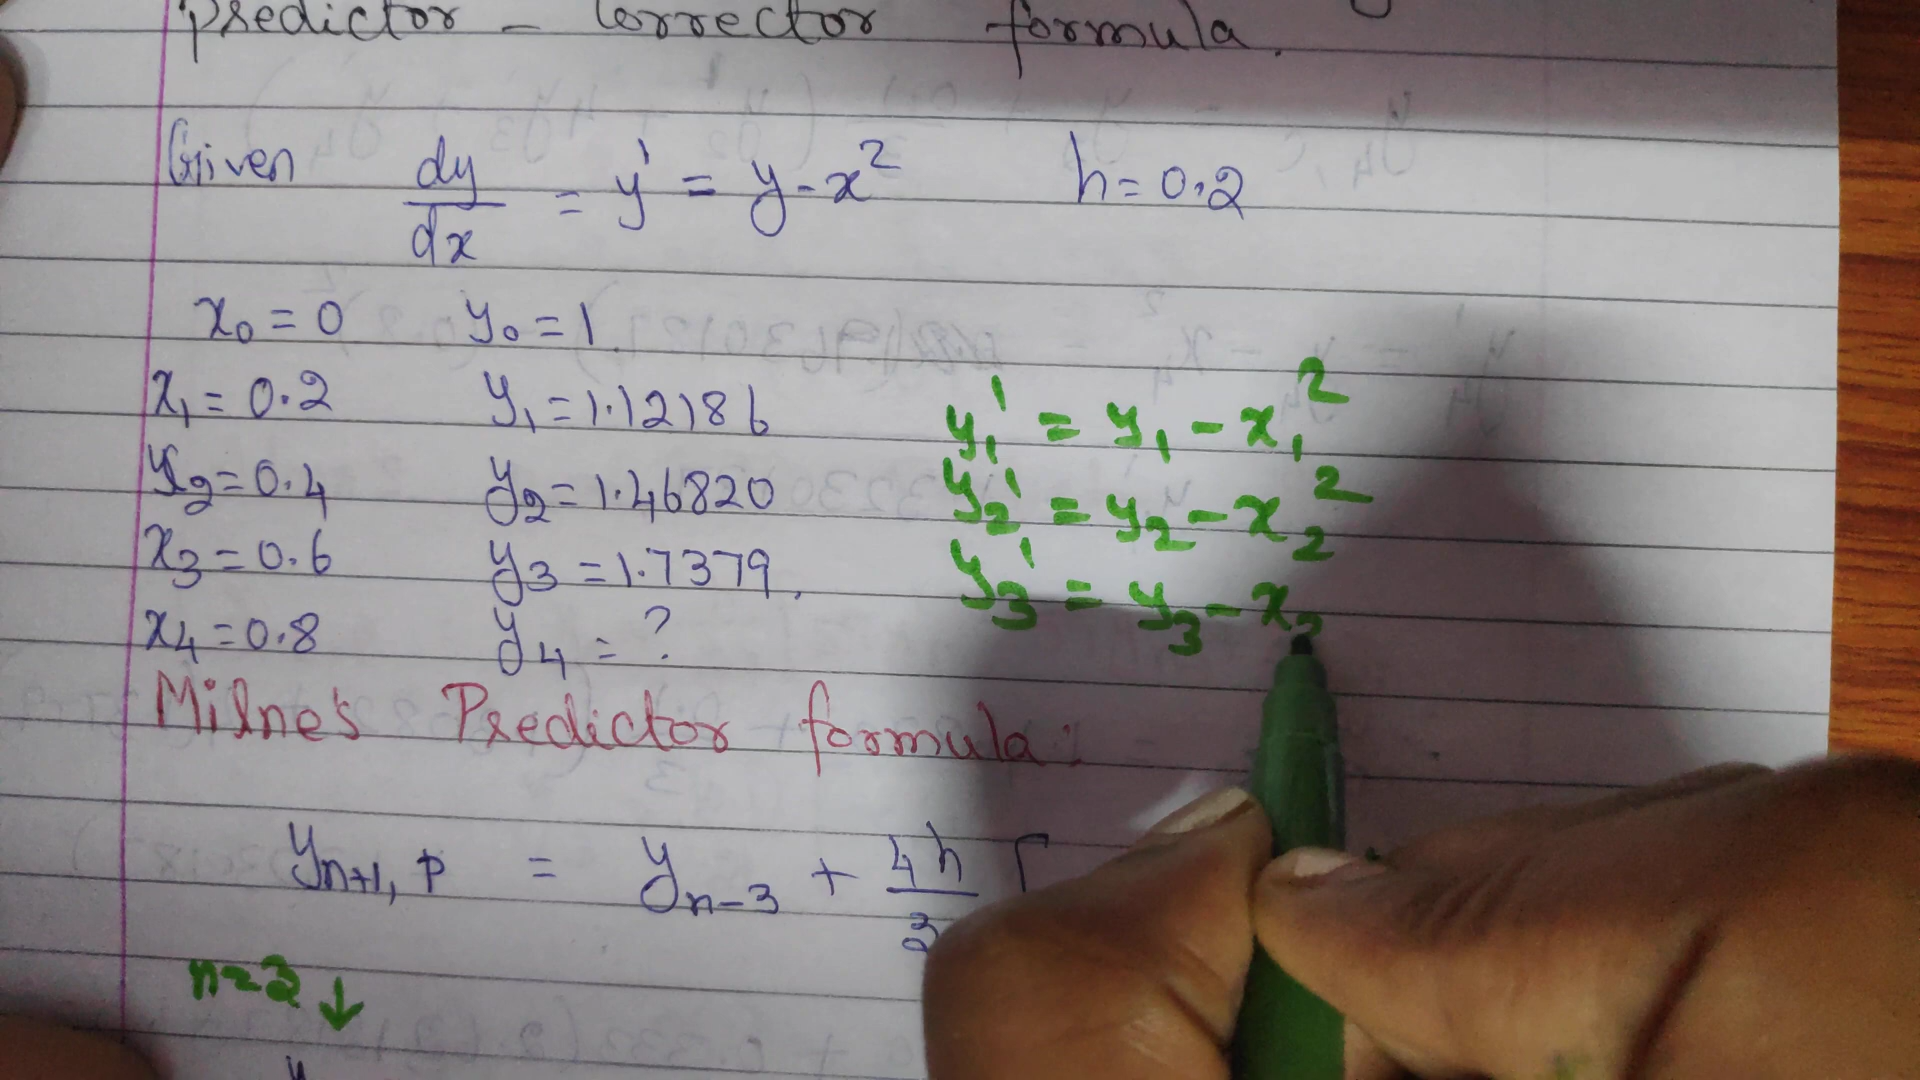 Predictor - Corrector formula.
Given dy/dx = y' = y - x² h = 0.2
x₀ = 0 y₀ = 1
x₁ = 0.2 y₁ = 1.12186 y₁' = y₁ - x₁²
x₂ = 0.4 y₂ = 1.46820 y₂' = y₂ - x₂²
x₃ = 0.6 y₃ = 1.7379. y₃' = y₃ - x₃
x₄ = 0.8 y₄ = ?
Milne's Predictor formula:
yₙ₊₁, p = yₙ₋₃ + 4h/3 [
n=3 ↓
y